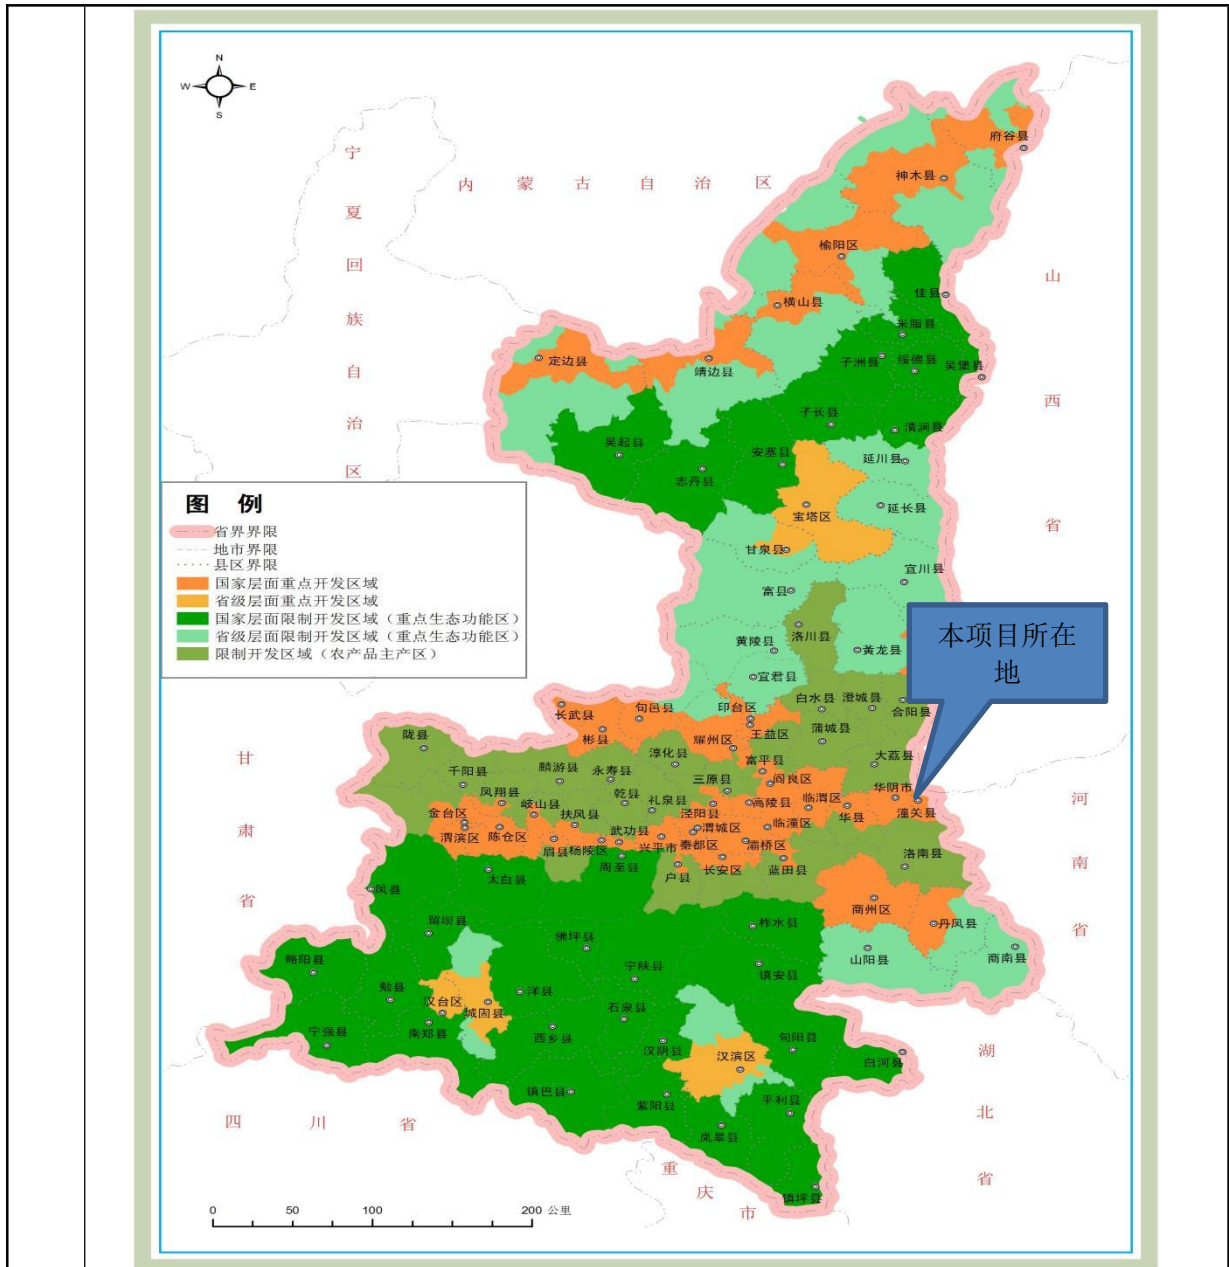 N
W
E
S
宁夏回族自治区
内蒙古自治区
山西省
府谷县
神木县
榆阳区
横山县
佳县
米脂县
子洲县
绥德县
吴堡县
定边县
靖边县
子长县
清涧县
吴起县
志丹县
安塞县
延川县
宝塔区
延长县
甘泉县
宜川县
富县
洛川县
黄陵县
黄龙县
宜君县
图 例
省界界限
地市界限
县区界限
国家层面重点开发区域
省级层面重点开发区域
国家层面限制开发区域（重点生态功能区）
省级层面限制开发区域（重点生态功能区）
限制开发区域（农产品主产区）
本项目所在
地
长武县
旬邑县
印台区
白水县
澄城县
合阳县
彬县
耀州区
王益区
蒲城县
陇县
淳化县
富平县
大荔县
千阳县
麟游县
永寿县
三原县
阎良区
华阴市
凤翔县
岐山县
乾县
礼泉县
泾阳县
高陵县
临渭区
潼关县
金台区
扶风县
华县
渭滨区
陈仓区
武功县
渭城区
临潼区
眉县
杨陵区
兴平市
秦都区
灞桥区
周至县
户县
长安区
蓝田县
洛南县
太白县
凤县
商州区
丹凤县
留坝县
佛坪县
柞水县
山阳县
商南县
略阳县
宁陕县
镇安县
勉县
洋县
汉台区
城固县
石泉县
宁强县
南郑县
西乡县
汉阴县
旬阳县
白河县
汉滨区
镇巴县
紫阳县
平利县
岚皋县
镇坪县
甘肃省
河南省
湖北省
四川省
重庆市
0 50 100 200 公里